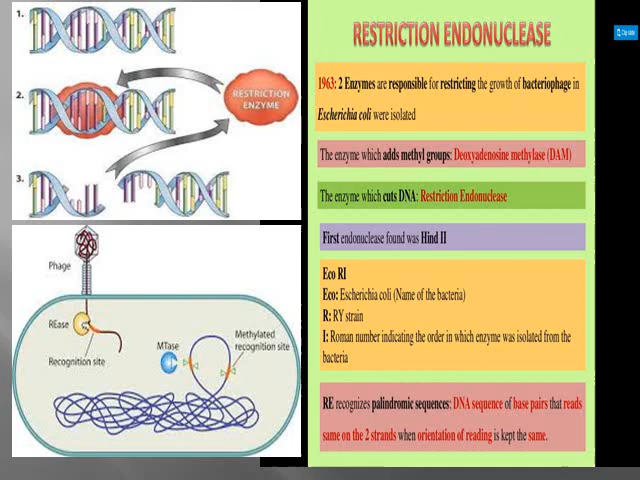 1.
2.
RESTRICTION
ENZYME
3.
Phage
REase
Recognition site
MTase
Methylated
recognition site
RESTRICTION ENDONUCLEASE
1963: 2 Enzymes are responsible for restricting the growth of bacteriophage in
Escherichia coli were isolated
The enzyme which adds methyl groups: Deoxyadenosine methylase (DAM)
The enzyme which cuts DNA: Restriction Endonuclease
First endonuclease found was Hind II
Eco RI
Eco: Escherichia coli (Name of the bacteria)
R: RY strain
I: Roman number indicating the order in which enzyme was isolated from the
bacteria
RE recognizes palindromic sequences: DNA sequence of base pairs that reads
same on the 2 strands when orientation of reading is kept the same.
Clip slide